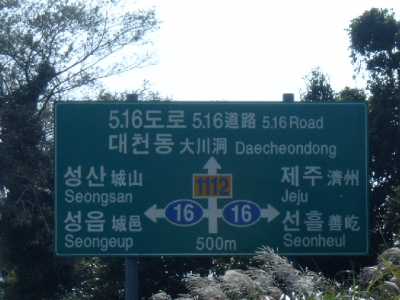 5.16도로 5.16道路 5.16 Road
대천동 大川洞 Daecheondong
성산 城山
Seongsan
1112
제주 濟州
Jeju
성읍 城邑
Seongeup
16 16
선흘 善屹
Seonheul
500m